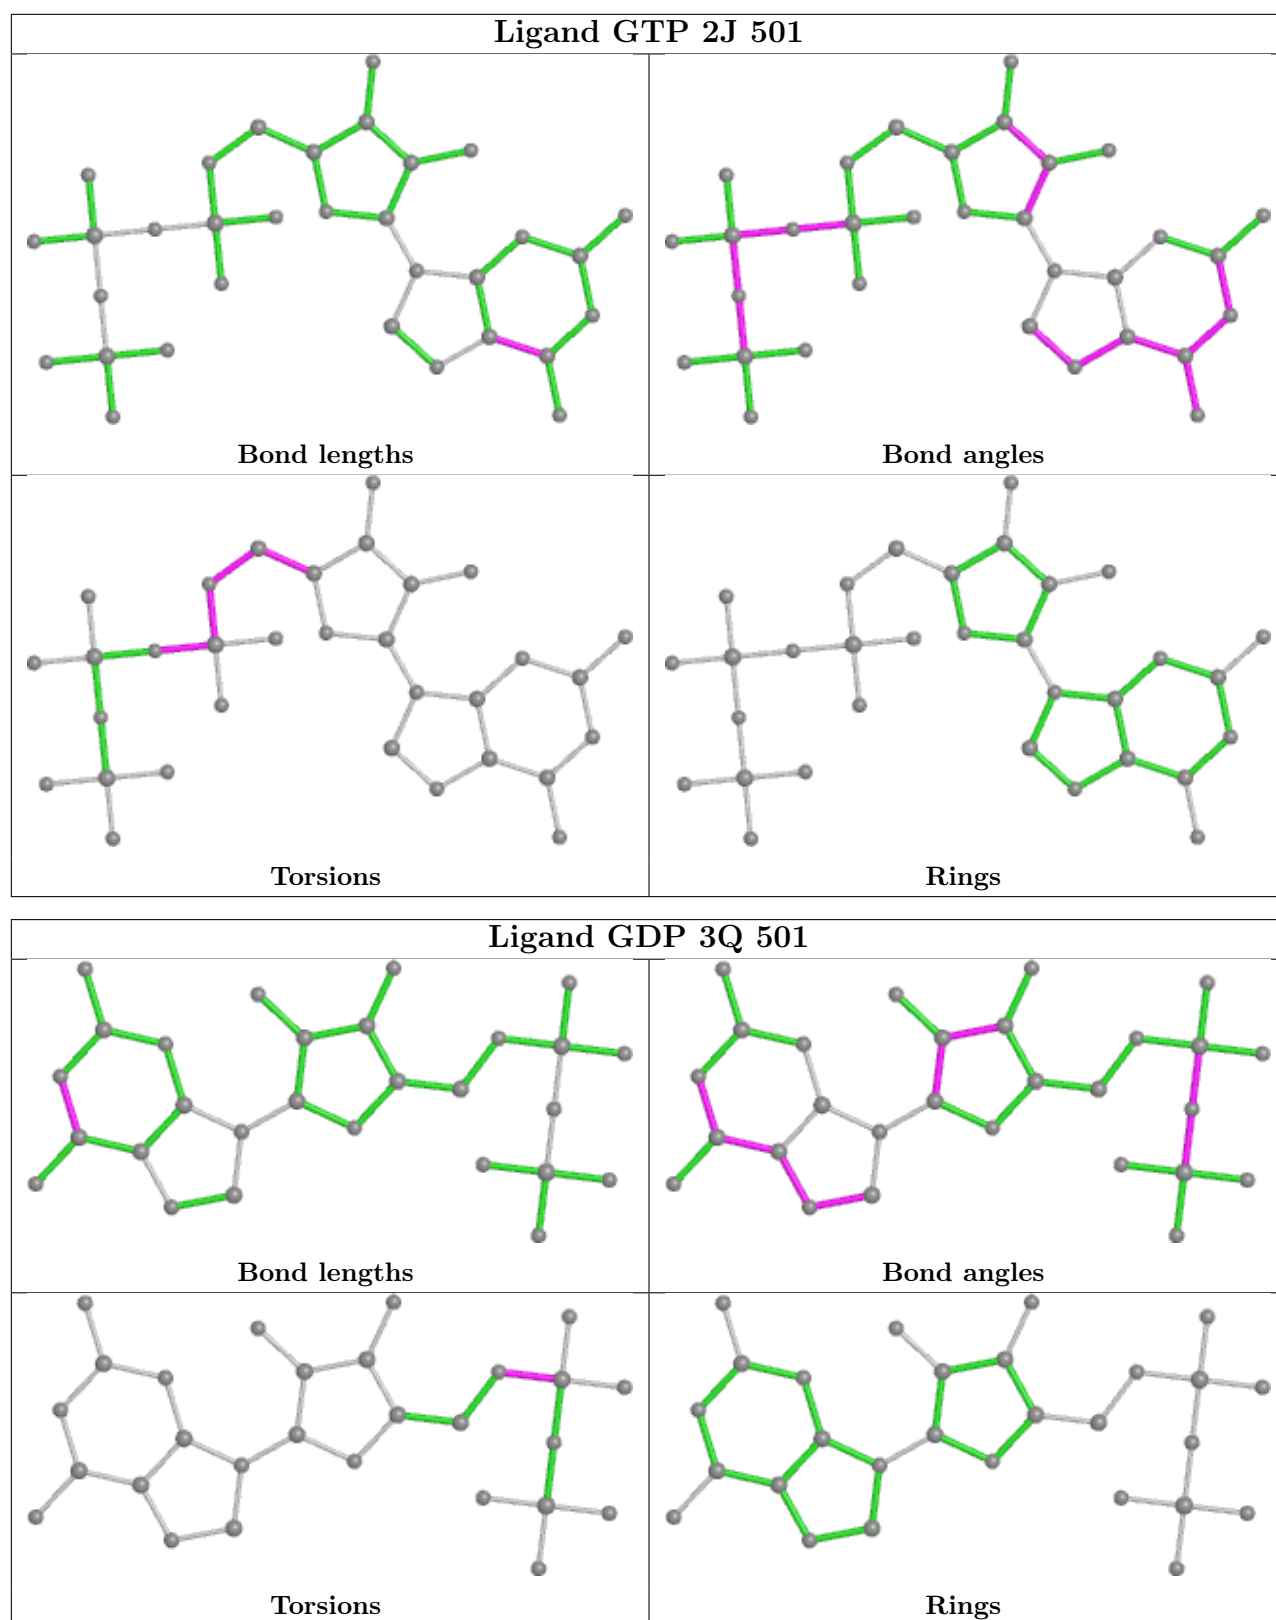 Ligand GTP 2J 501
Bond lengths
Bond angles
Torsions
Rings
Ligand GDP 3Q 501
Bond lengths
Bond angles
Torsions
Rings